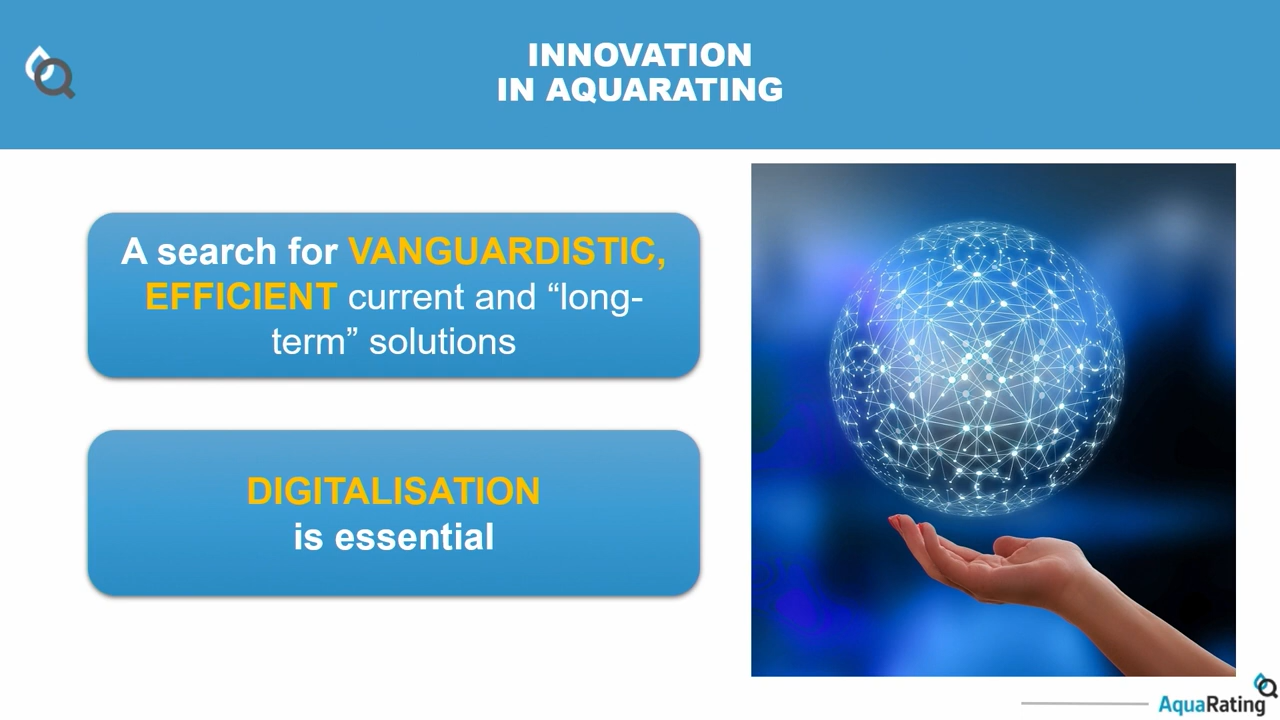 INNOVATION
IN AQUARATING
A search for VANGUARDISTIC,
EFFICIENT current and “long-
term” solutions
DIGITALISATION
is essential
AquaRating